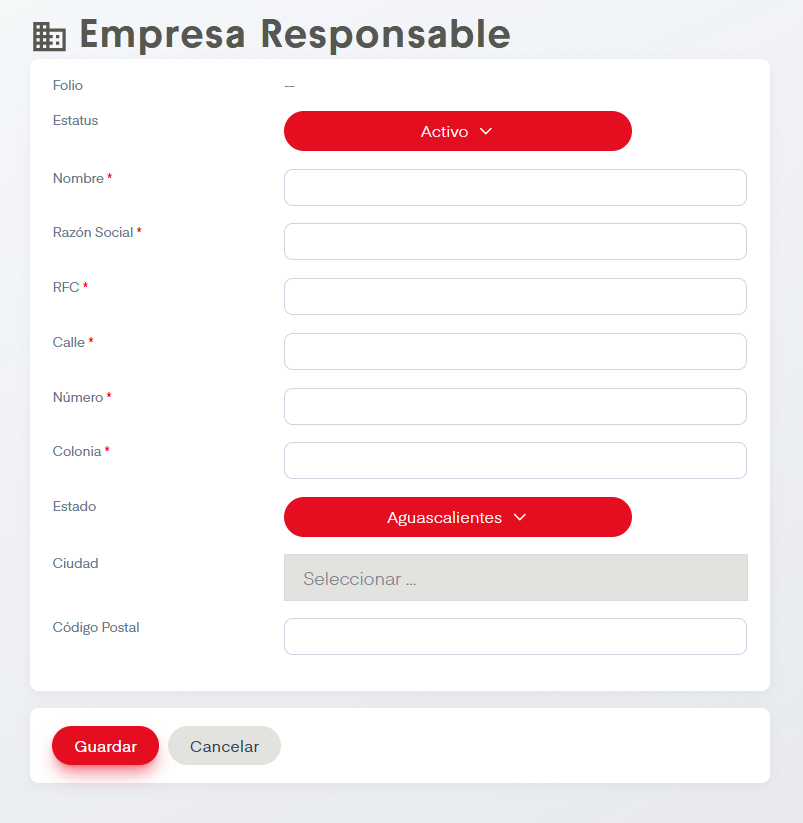 Empresa Responsable
Folio --
Estatus Activo
Nombre *
Razón Social *
RFC *
Calle *
Número *
Colonia *
Estado Aguascalientes
Ciudad Seleccionar ...
Código Postal
Guardar Cancelar